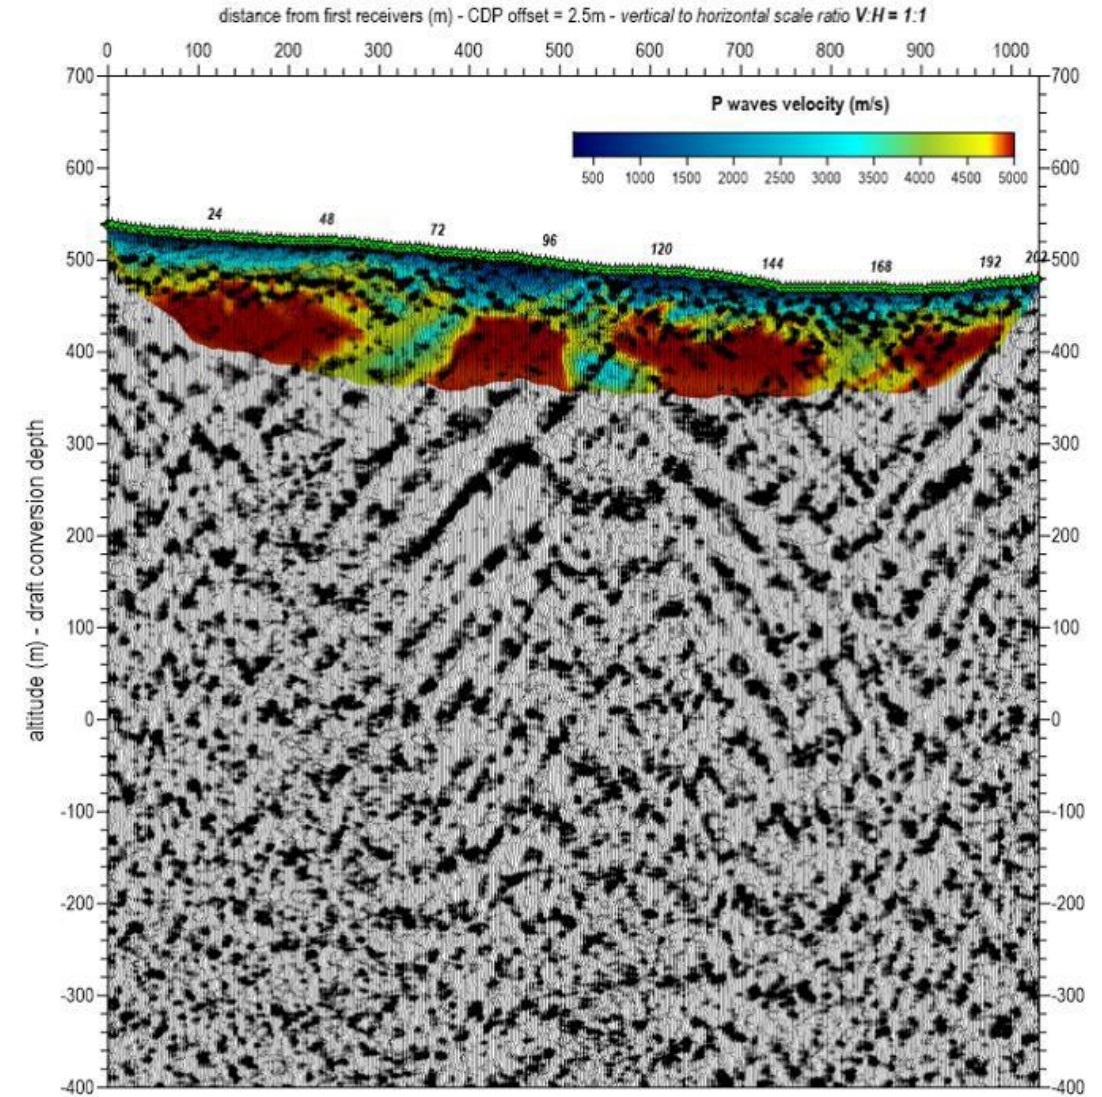 distance from first receivers (m) - CDP offset = 2.5m - vertical to horizontal scale ratio V:H = 1:1
0 100 200 300 400 500 600 700 800 900 1000
700 700
P waves velocity (m/s)
600 600
500 1000 1500 2000 2500 3000 3500 4000 4500 5000
24 48 72 96 120 144 168 192
500 500
400 400
300 300
200 200
100 100
0 0
-100 -100
-200 -200
-300 -300
-400 -400
altitude (m) - draft conversion depth